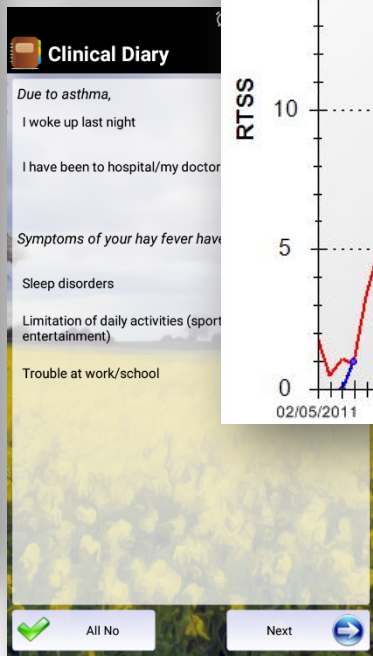 Clinical Diary
Due to asthma,
I woke up last night
I have been to hospital/my doctor
Symptoms of your hay fever have
Sleep disorders
Limitation of daily activities (sport
entertainment)
Trouble at work/school
All No
Next
RTSS
10
5
0
02/05/2011